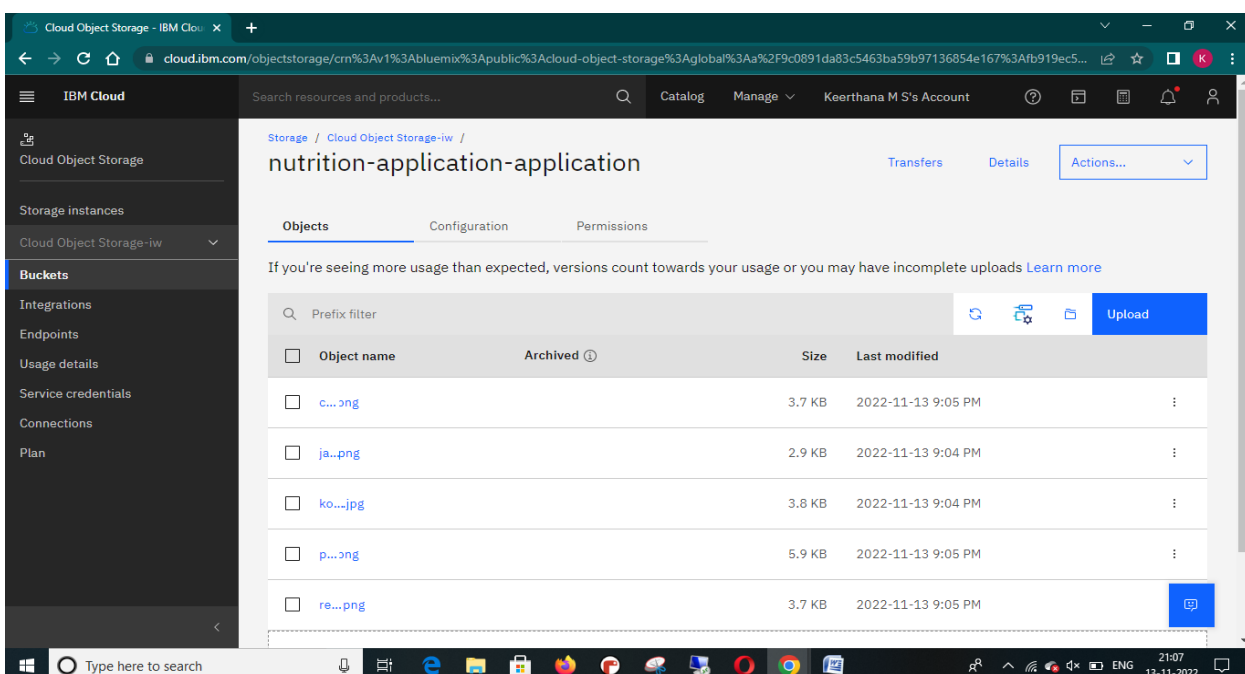 Cloud Object Storage - IBM Clou
cloud.ibm.com/objectstorage/crn%3Av1%3Abluemix%3Apublic%3Acloud-object-storage%3Aglobal%3Aa%2F9c0891da83c5463ba59b97136854e167%3Afb919ec5... K
IBM Cloud Search resources and products... Catalog Manage Keerthana M S's Account
Cloud Object Storage
Storage instances
Cloud Object Storage-iw
Buckets
Integrations
Endpoints
Usage details
Service credentials
Connections
Plan
Storage / Cloud Object Storage-iw /
nutrition-application-application Transfers Details Actions...
Objects Configuration Permissions
If you're seeing more usage than expected, versions count towards your usage or you may have incomplete uploads Learn more
Prefix filter Upload
Object name Archived Size Last modified
c...png 3.7 KB 2022-11-13 9:05 PM
ja...png 2.9 KB 2022-11-13 9:04 PM
ko....jpg 3.8 KB 2022-11-13 9:04 PM
p...png 5.9 KB 2022-11-13 9:05 PM
re...png 3.7 KB 2022-11-13 9:05 PM
Type here to search ENG 21:07
13-11-2022